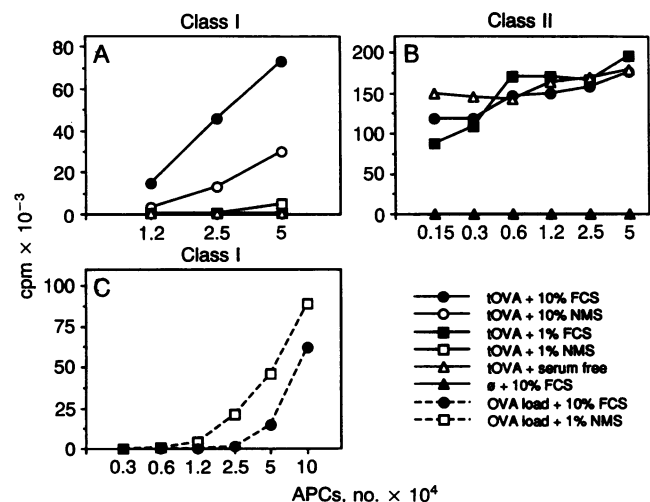 Class I
Class II
A
80
60
40
20
0
1.2 2.5 5
B
200
150
100
50
0
0.15 0.3 0.6 1.2 2.5 5
cpm × 10⁻³
Class I
C
100
75
50
25
0
0.3 0.6 1.2 2.5 5 10
APCs, no. × 10⁴
tOVA + 10% FCS
tOVA + 10% NMS
tOVA + 1% FCS
tOVA + 1% NMS
tOVA + serum free
ø + 10% FCS
OVA load + 10% FCS
OVA load + 1% NMS